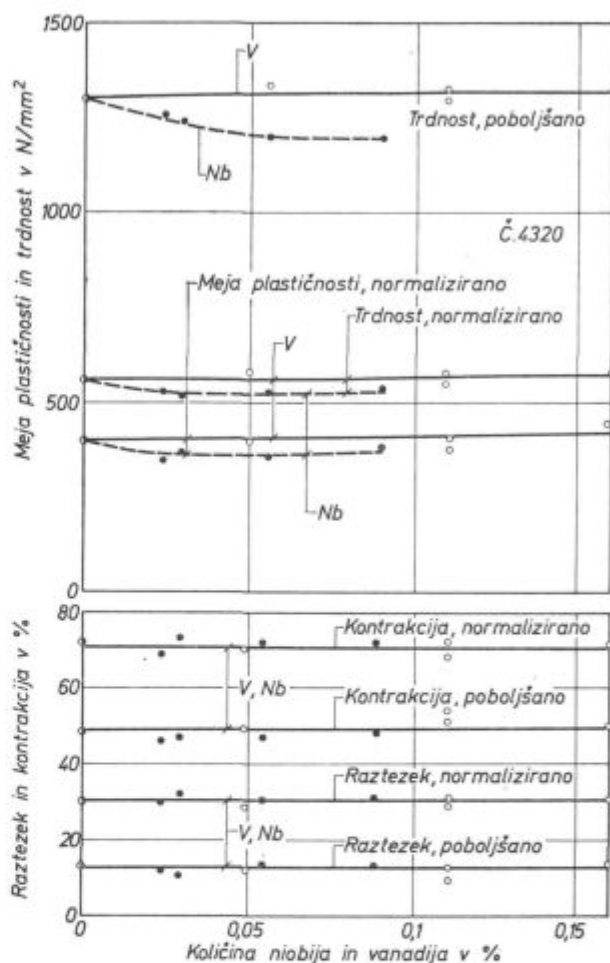 Meja plastičnosti in trdnost v N/mm²
1500
V
Trdnost, poboljšano
Nb
1000
Č.4320
Meja plastičnosti, normalizirano
Trdnost, normalizirano
V
500
Nb
0
Raztezek in kontrakcija v %
80
Kontrakcija, normalizirano
60
V, Nb
Kontrakcija, poboljšano
40
Raztezek, normalizirano
20
V, Nb
Raztezek, poboljšano
0
0 0,05 0,1 0,15
Količina niobija in vanadija v %